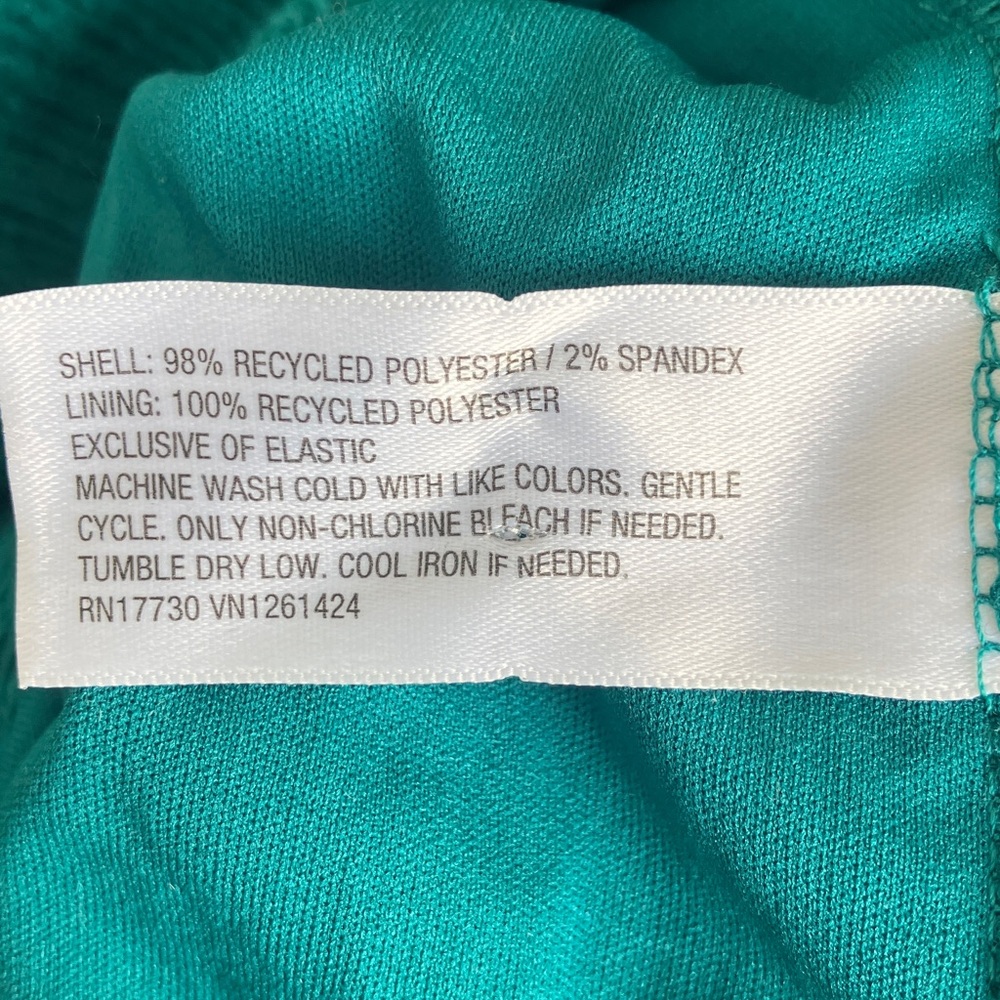 SHELL: 98% RECYCLED POLYESTER / 2% SPANDEX
LINING: 100% RECYCLED POLYESTER
EXCLUSIVE OF ELASTIC
MACHINE WASH COLD WITH LIKE COLORS. GENTLE
CYCLE. ONLY NON-CHLORINE BLEACH IF NEEDED.
TUMBLE DRY LOW. COOL IRON IF NEEDED.
RN17730 VN1261424